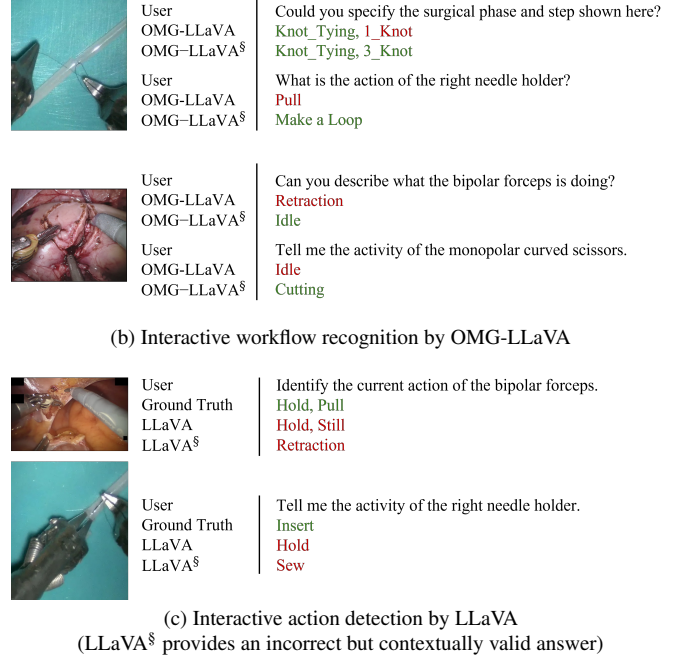 User Could you specify the surgical phase and step shown here?
OMG-LLaVA Knot_Tying, 1_Knot
OMG−LLaVA§ Knot_Tying, 3_Knot
User What is the action of the right needle holder?
OMG-LLaVA Pull
OMG−LLaVA§ Make a Loop
User Can you describe what the bipolar forceps is doing?
OMG-LLaVA Retraction
OMG−LLaVA§ Idle
User Tell me the activity of the monopolar curved scissors.
OMG-LLaVA Idle
OMG−LLaVA§ Cutting
(b) Interactive workflow recognition by OMG-LLaVA
User Identify the current action of the bipolar forceps.
Ground Truth Hold, Pull
LLaVA Hold, Still
LLaVA§ Retraction
User Tell me the activity of the right needle holder.
Ground Truth Insert
LLaVA Hold
LLaVA§ Sew
(c) Interactive action detection by LLaVA
(LLaVA§ provides an incorrect but contextually valid answer)